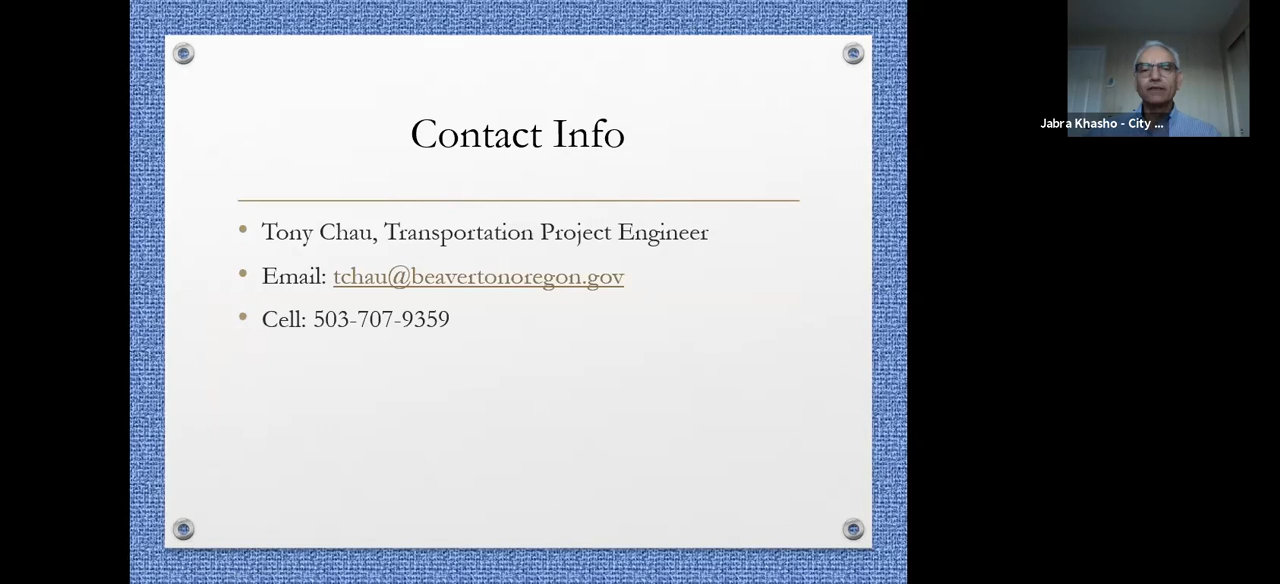 Contact Info
Tony Chau, Transportation Project Engineer
Email: tchau@beavertonoregon.gov
Cell: 503-707-9359
Jabra Khasho - City ...